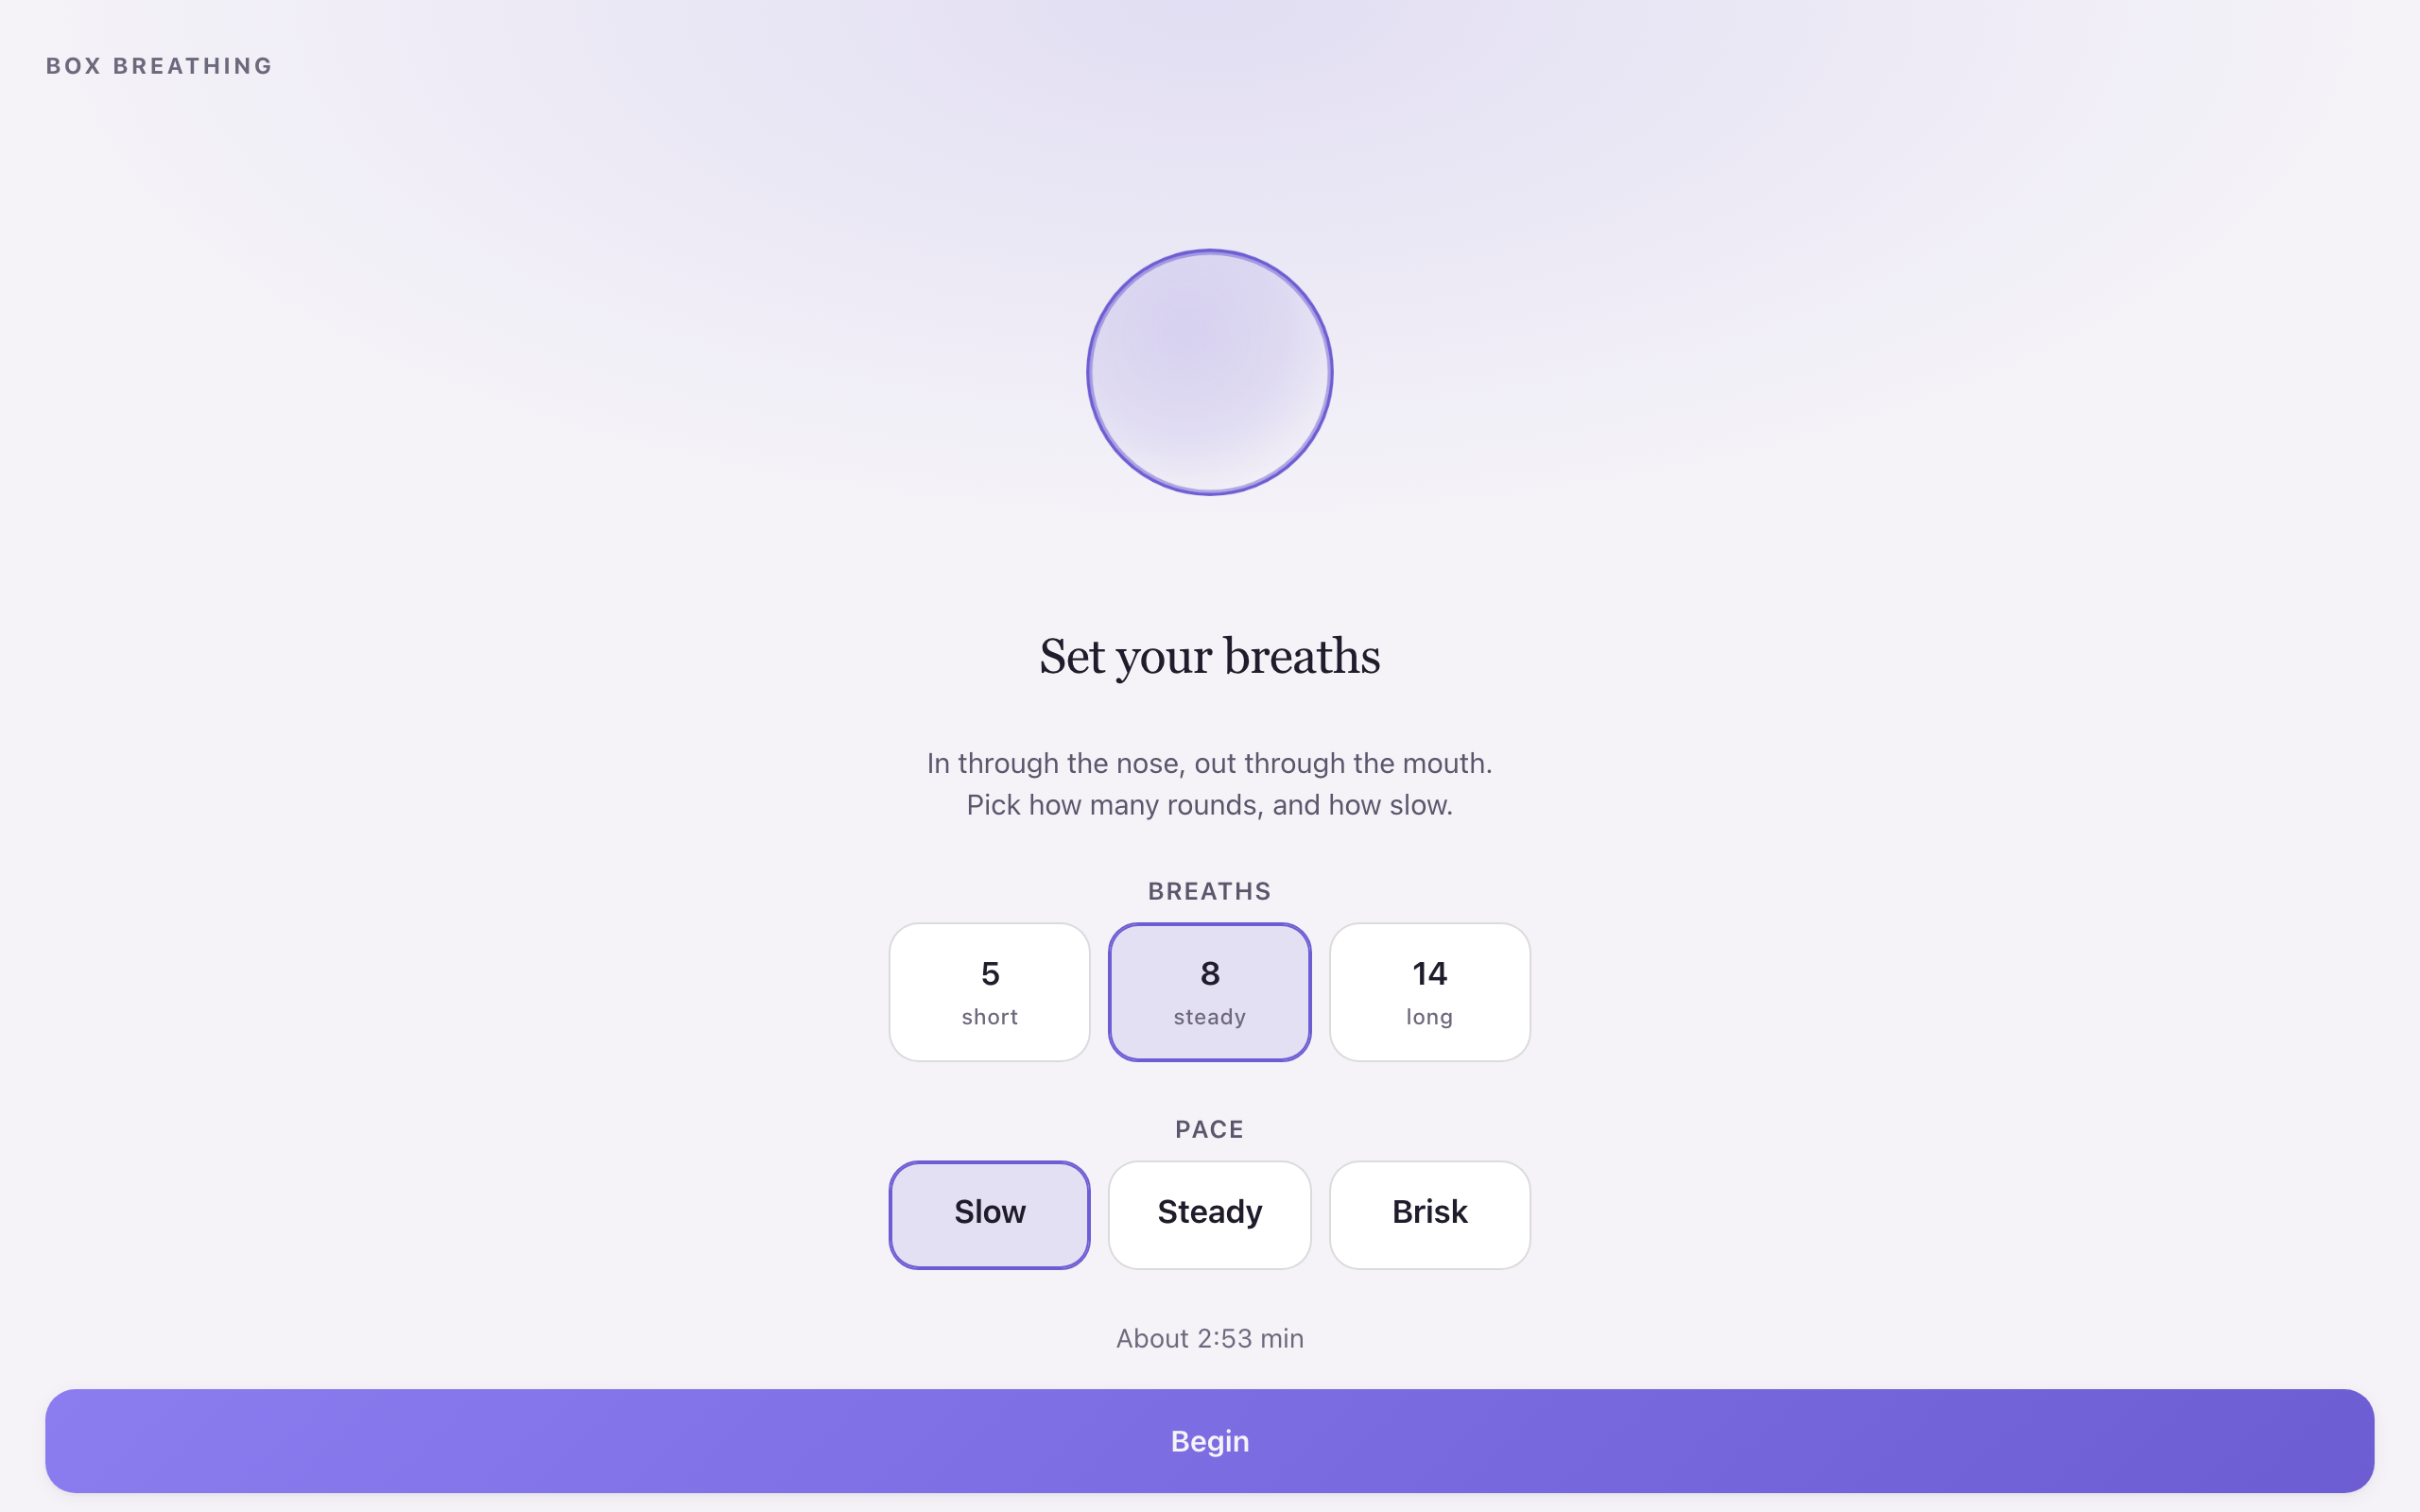 BOX BREATHING
Set your breaths
In through the nose, out through the mouth.
Pick how many rounds, and how slow.
BREATHS
5
short
8
steady
14
long
PACE
Slow
Steady
Brisk
About 2:53 min
Begin